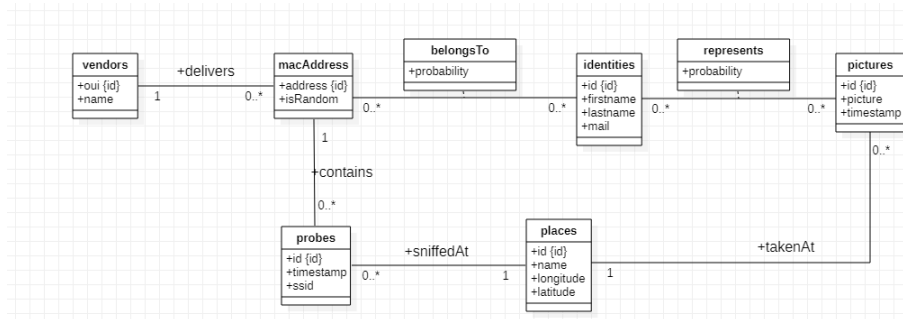 belongsTo
+probability
represents
+probability
vendors
+oui {id}
+name
+delivers
1
0..*
macAddress
+address {id}
+isRandom
0..*
0..*
identities
+id {id}
+firstname
+lastname
+mail
0..*
0..*
pictures
+id {id}
+picture
+timestamp
0..*
1
+contains
0..*
probes
+id {id}
+timestamp
+ssid
+sniffedAt
0..*
1
places
+id {id}
+name
+longitude
+latitude
+takenAt
1